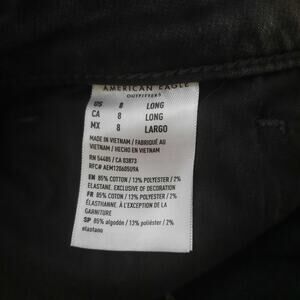 AMERICAN EAGLE
OUTFITTERS
US 8 LONG
CA 8 LONG
MX 8 LARGO
MADE IN VIETNAM / FABRIQUÉ AU
VIETNAM / HECHO EN VIETNAM
RN 54485 / CA 03873
RFC# AEM120605U9A
EN 85% COTTON / 13% POLYESTER / 2%
ELASTANE. EXCLUSIVE OF DECORATION
FR 85% COTON / 13% POLYESTER / 2%
ÉLASTHANNE. À L'EXCEPTION DE LA
GARNITURE
SP 85% algodón / 13% poliéster / 2%
elastano